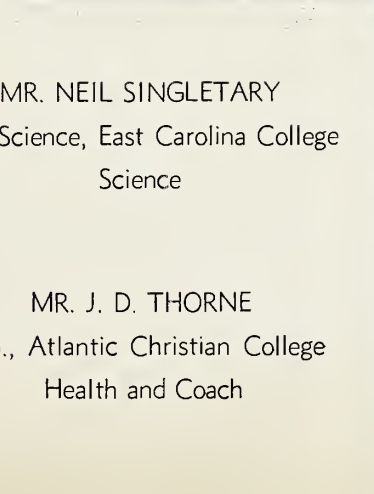 MR. NEIL SINGLETARY
Science, East Carolina College
Science
MR. J. D. THORNE
., Atlantic Christian College
Health and Coach